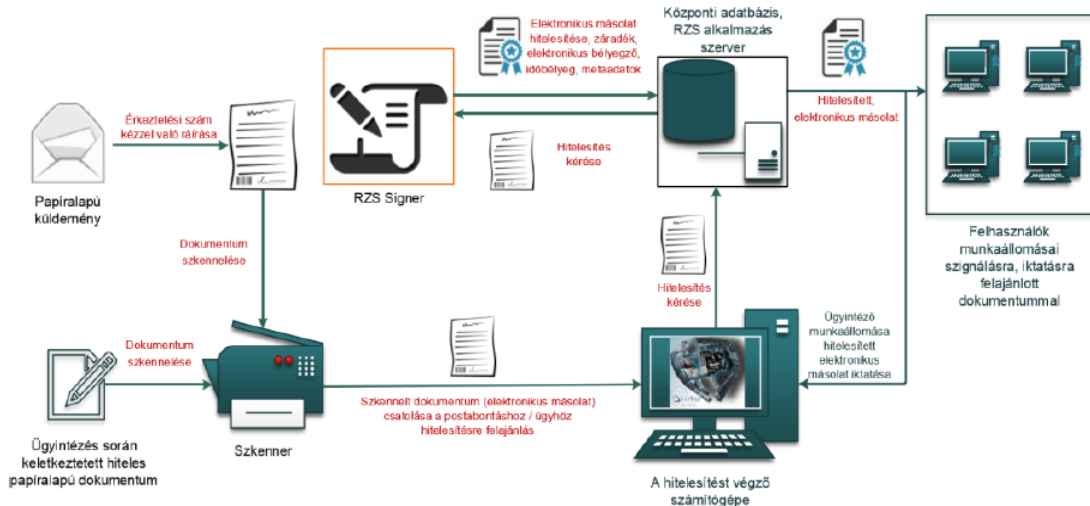 Elektronikus másolat
hitelesítése, záradék,
elektronikus bélyegző,
időbélyeg, metaadatok
Központi adatbázis,
RZS alkalmazás
szerver
Érkeztetési szám
kézzel való ráírása
Hitelesített,
elektronikus másolat
Hitelesítés
kérése
RZS Signer
Papíralapú
küldemény
Felhasználók
munkaállomásai
szignálásra, iktatásra
felajánlott
dokumentummal
Dokumentum
szkennelése
Hitelesítés
kérése
Ügyintéző
munkaállomása
hitelesített
elektronikus
másolat iktatása
Dokumentum
szkennelése
Szkennelt dokumentum (elektronikus másolat)
csatolása a postabontáshoz / ügyhöz
hitelesítésre felajánlás
Szkenner
Ügyintézés során
keletkeztetett hiteles
papíralapú dokumentum
A hitelesítést végző
számítógépe